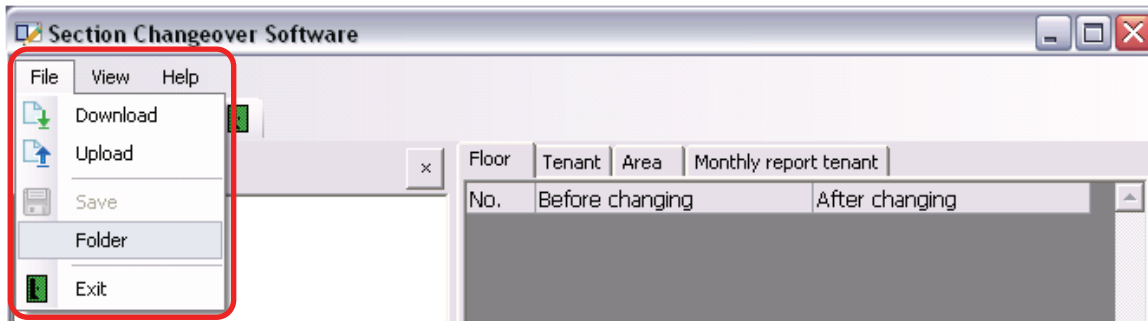 Section Changeover Software
File View Help
Download
Upload
Save
Folder
Exit
Floor Tenant Area Monthly report tenant
No. Before changing After changing